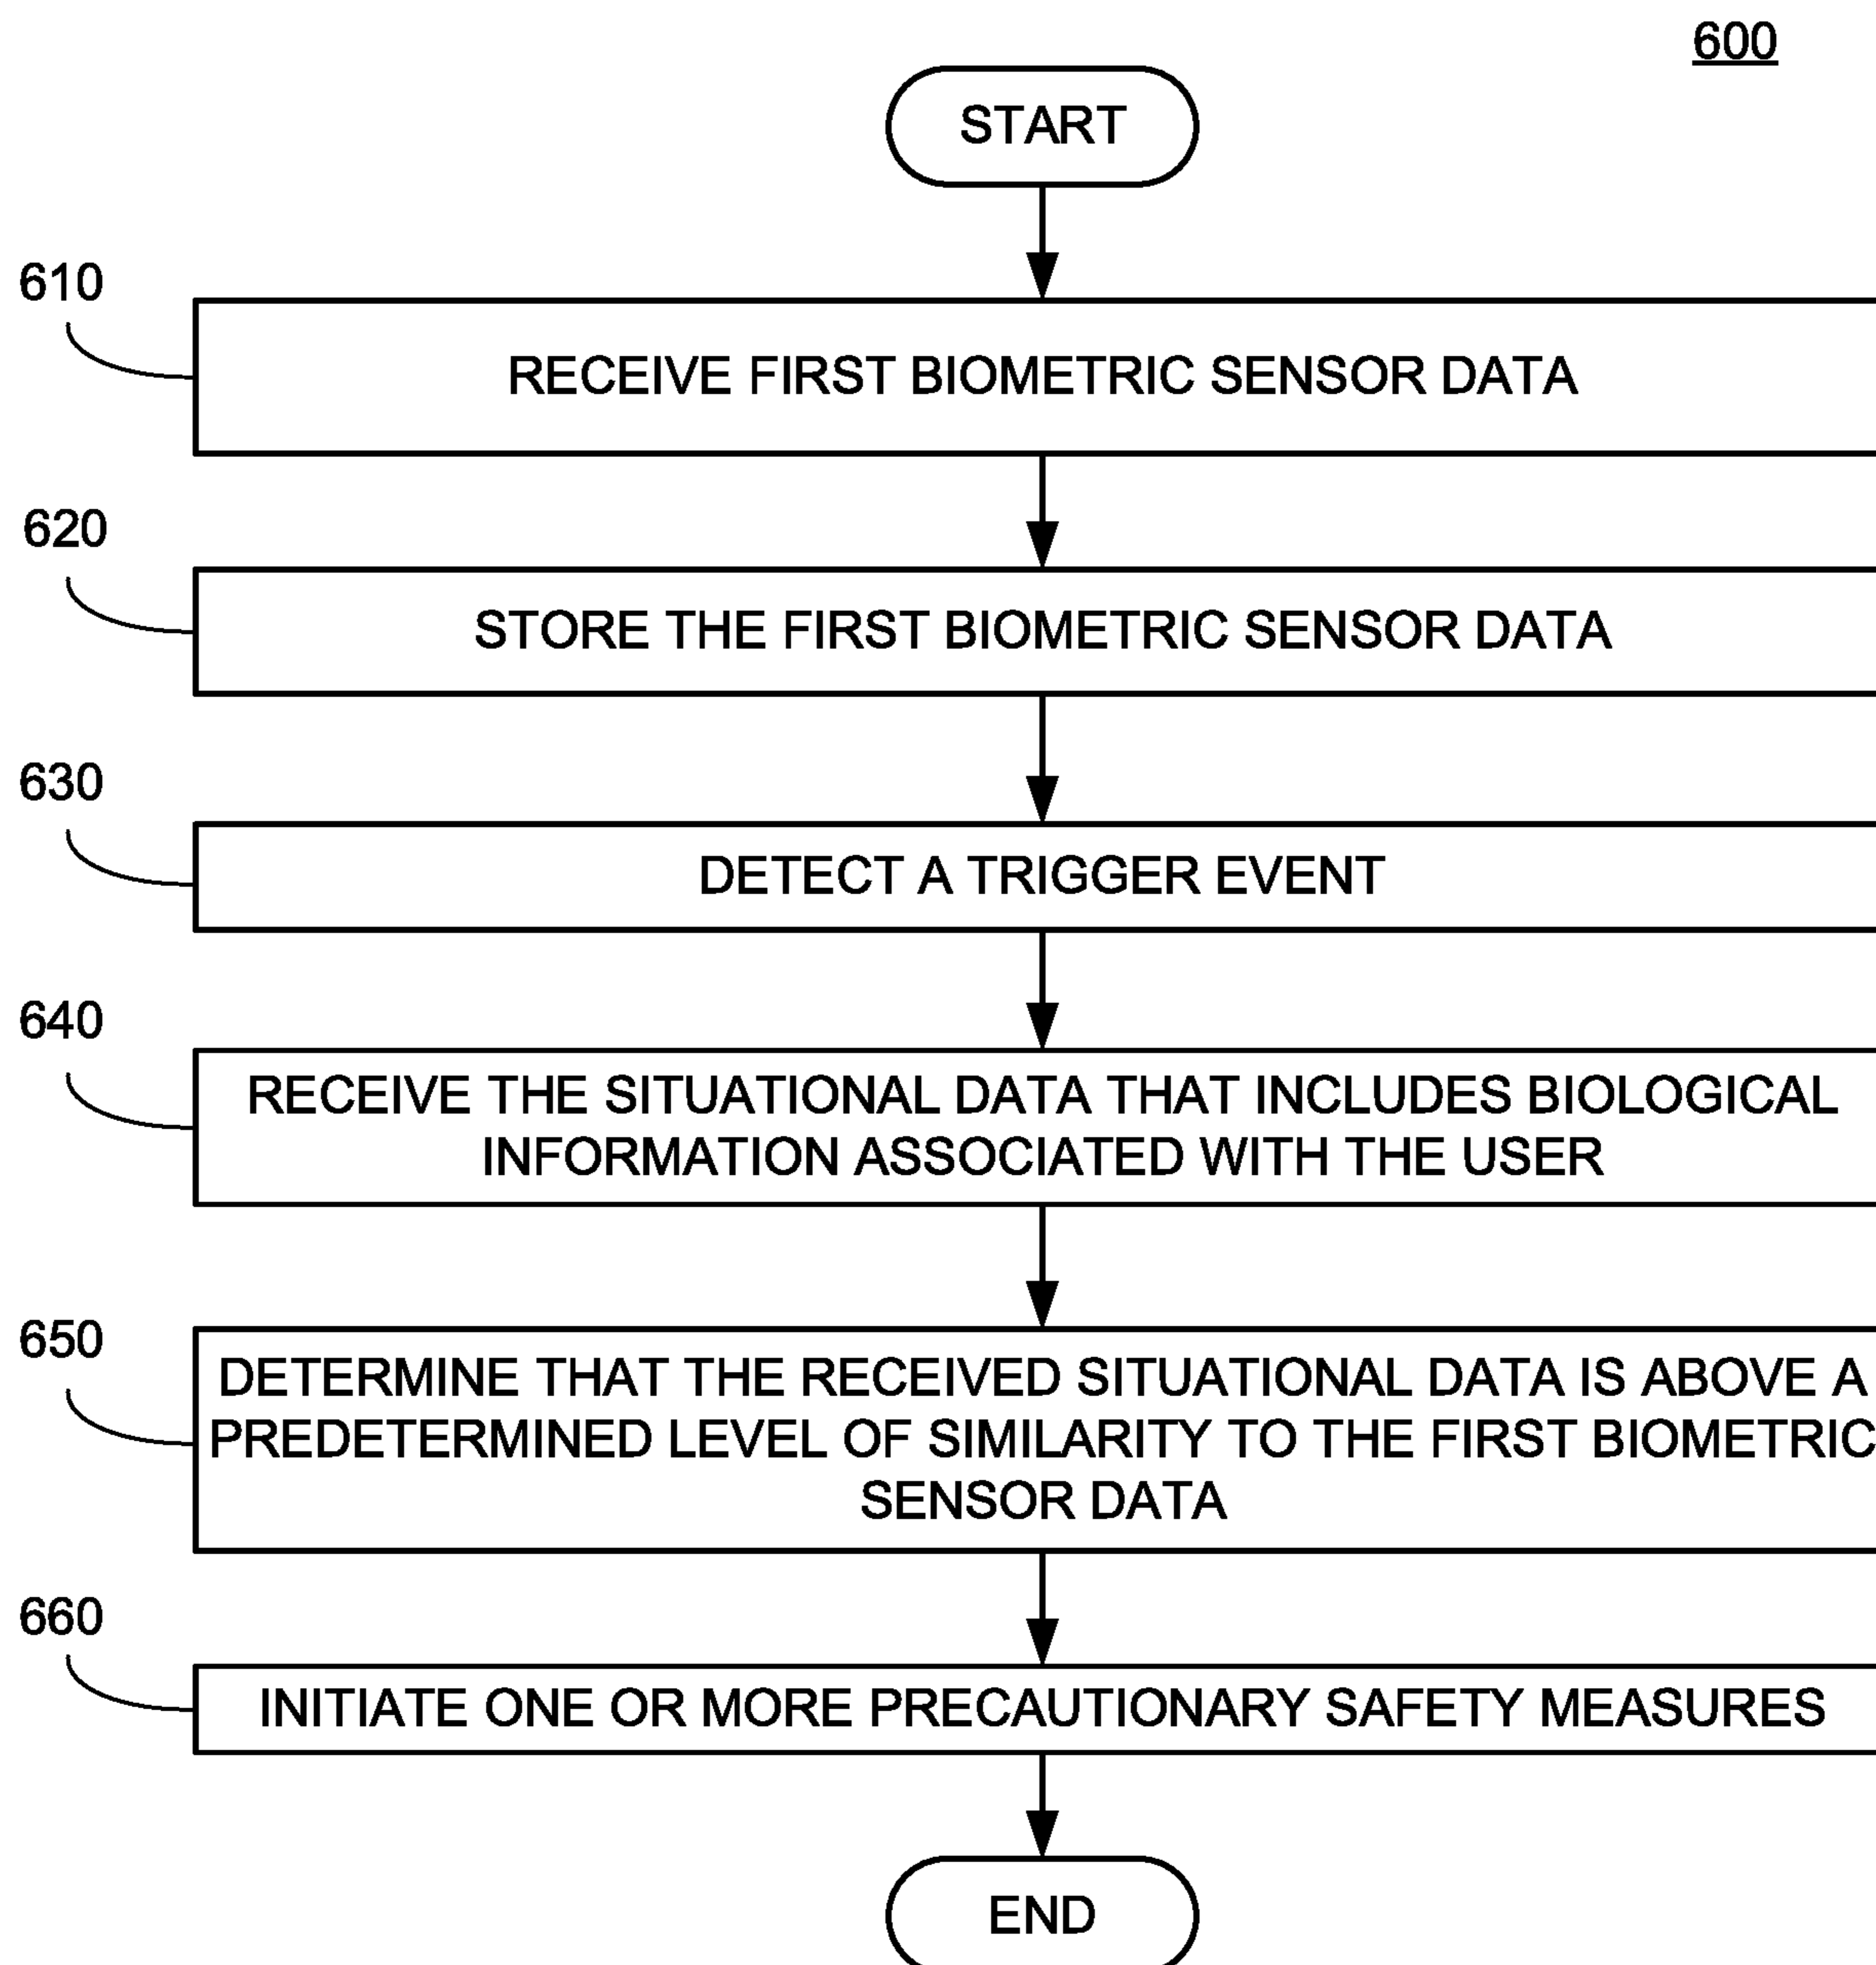 600
START
610
RECEIVE FIRST BIOMETRIC SENSOR DATA
620
STORE THE FIRST BIOMETRIC SENSOR DATA
630
DETECT A TRIGGER EVENT
640
RECEIVE THE SITUATIONAL DATA THAT INCLUDES BIOLOGICAL
INFORMATION ASSOCIATED WITH THE USER
650
DETERMINE THAT THE RECEIVED SITUATIONAL DATA IS ABOVE A
PREDETERMINED LEVEL OF SIMILARITY TO THE FIRST BIOMETRIC
SENSOR DATA
660
INITIATE ONE OR MORE PRECAUTIONARY SAFETY MEASURES
END